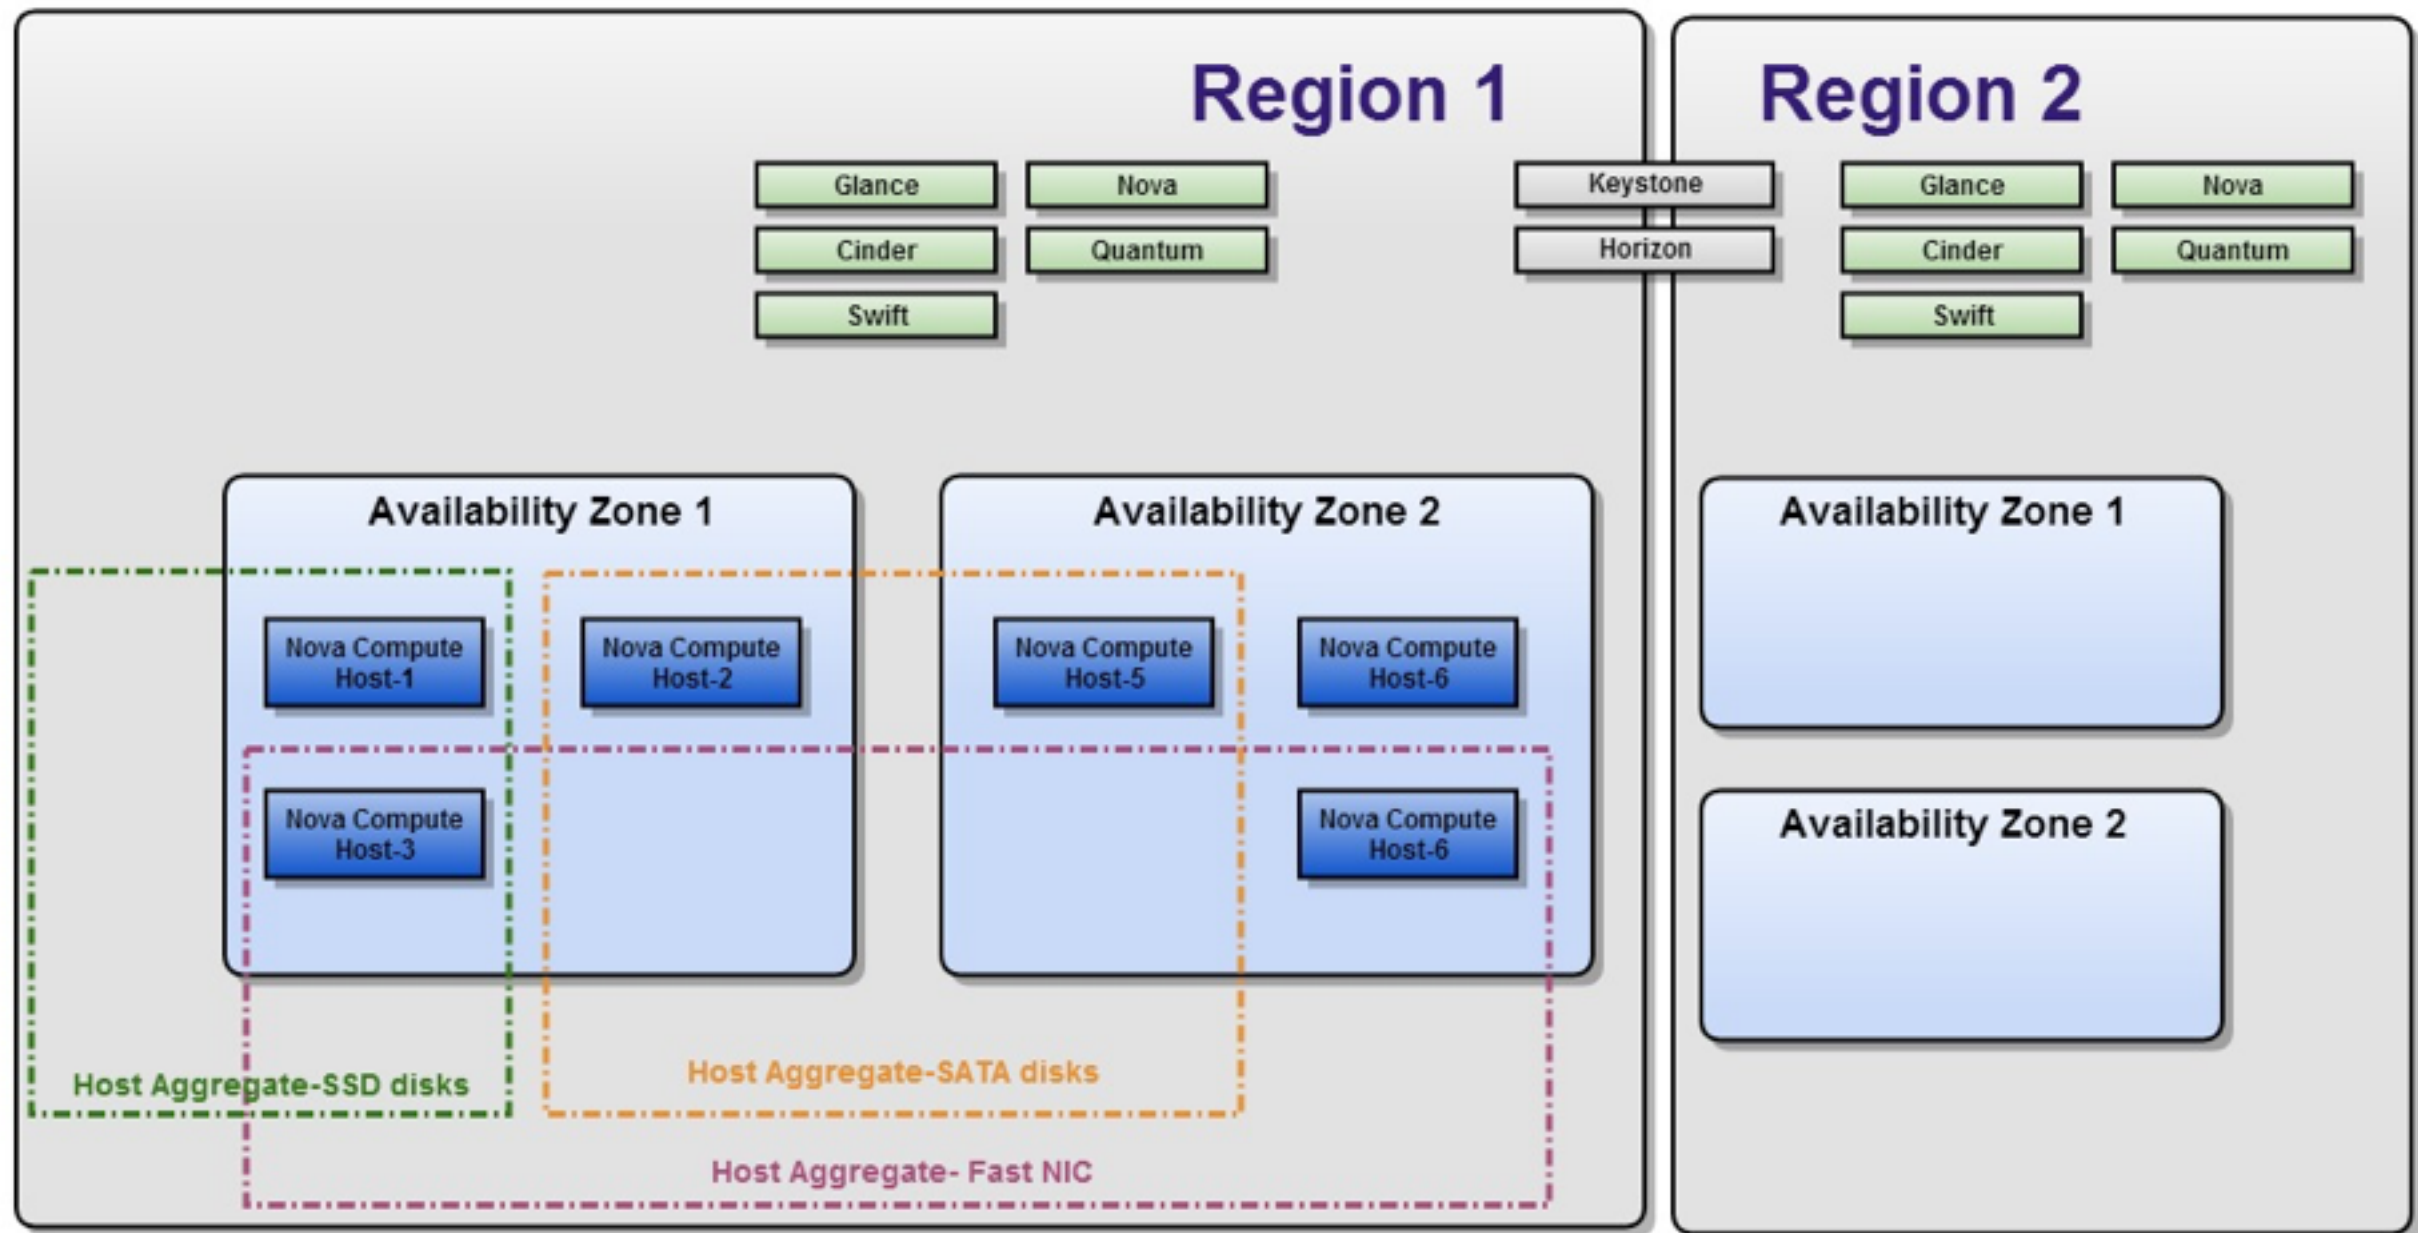 Region 1
Region 2
Glance
Nova
Keystone
Glance
Nova
Cinder
Quantum
Horizon
Cinder
Quantum
Swift
Swift
Availability Zone 1
Availability Zone 2
Availability Zone 1
Nova Compute
Host-1
Nova Compute
Host-2
Nova Compute
Host-5
Nova Compute
Host-6
Nova Compute
Host-3
Nova Compute
Host-6
Availability Zone 2
Host Aggregate-SSD disks
Host Aggregate-SATA disks
Host Aggregate- Fast NIC